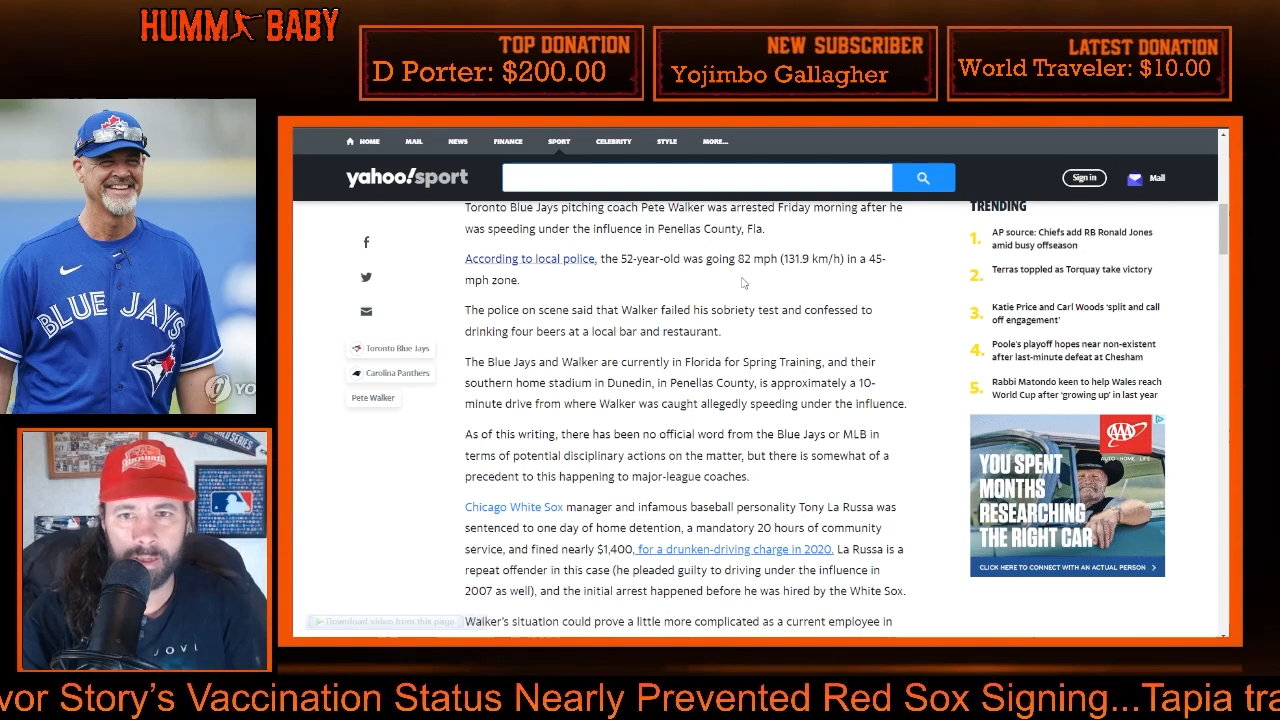 HUMM BABY
TOP DONATION
D Porter: $200.00
NEW SUBSCRIBER
Yojimbo Gallagher
LATEST DONATION
World Traveler: $10.00
HOME MAIL NEWS FINANCE SPORT CELEBRITY STYLE MORE...
yahoo!sport
Sign in
Mail
Toronto Blue Jays pitching coach Pete Walker was arrested Friday morning after he
was speeding under the influence in Penellas County, Fla.
According to local police, the 52-year-old was going 82 mph (131.9 km/h) in a 45-
mph zone.
The police on scene said that Walker failed his sobriety test and confessed to
drinking four beers at a local bar and restaurant.
The Blue Jays and Walker are currently in Florida for Spring Training, and their
southern home stadium in Dunedin, in Penellas County, is approximately a 10-
minute drive from where Walker was caught allegedly speeding under the influence.
As of this writing, there has been no official word from the Blue Jays or MLB in
terms of potential disciplinary actions on the matter, but there is somewhat of a
precedent to this happening to major-league coaches.
Chicago White Sox manager and infamous baseball personality Tony La Russa was
sentenced to one day of home detention, a mandatory 20 hours of community
service, and fined nearly $1,400, for a drunken-driving charge in 2020. La Russa is a
repeat offender in this case (he pleaded guilty to driving under the influence in
2007 as well), and the initial arrest happened before he was hired by the White Sox.
Walker's situation could prove a little more complicated as a current employee in
Toronto Blue Jays
Carolina Panthers
Pete Walker
Download video from this page
TRENDING
1. AP source: Chiefs add RB Ronald Jones
amid busy offseason
2. Terras toppled as Torquay take victory
3. Katie Price and Carl Woods 'split and call
off engagement'
4. Poole's playoff hopes near non-existent
after last-minute defeat at Chesham
5. Rabbi Matondo keen to help Wales reach
World Cup after 'growing up' in last year
AAA
AUTO · HOME · LIFE
YOU SPENT
MONTHS
RESEARCHING
THE RIGHT CAR
CLICK HERE TO CONNECT WITH AN ACTUAL PERSON
BLUE JAYS
YO
SERIES
JOVI
vor Story's Vaccination Status Nearly Prevented Red Sox Signing...Tapia tra